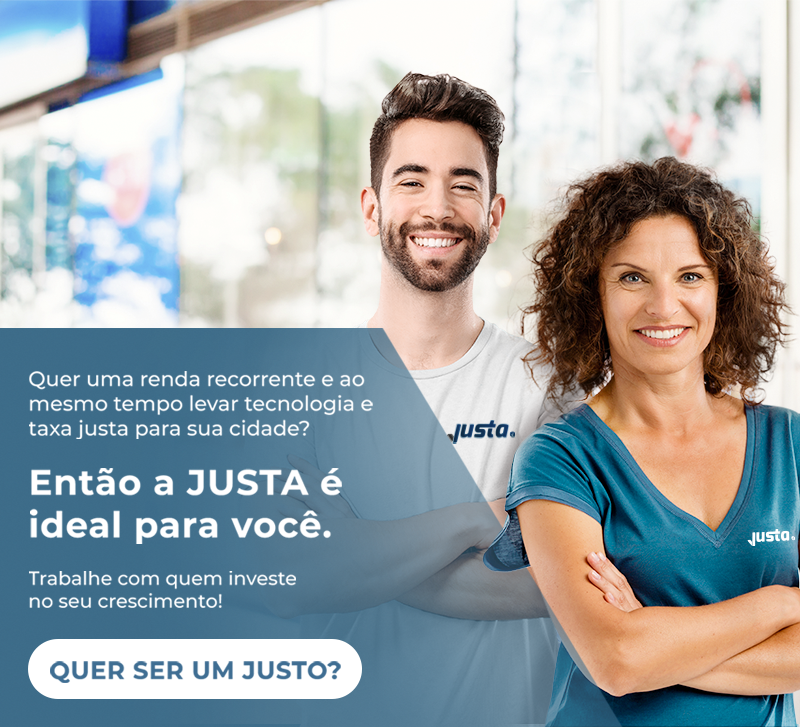 Quer uma renda recorrente e ao
mesmo tempo levar tecnologia e
taxa justa para sua cidade?
Então a JUSTA é
ideal para você.
Trabalhe com quem investe
no seu crescimento!
QUER SER UM JUSTO?
justa.
justa